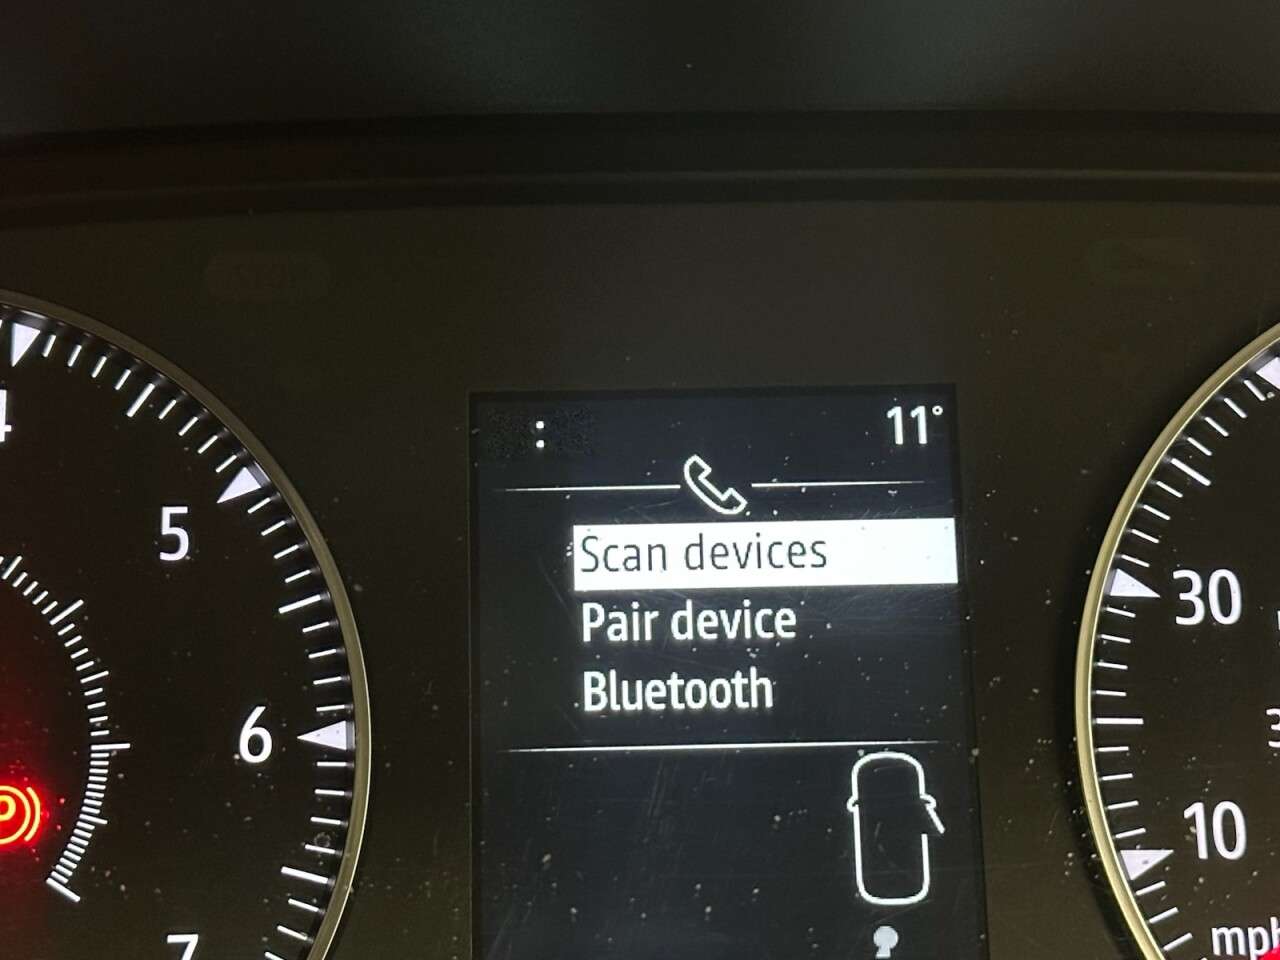 : 11°
Scan devices
Pair device
Bluetooth
4
5
6
7
30
10
mph